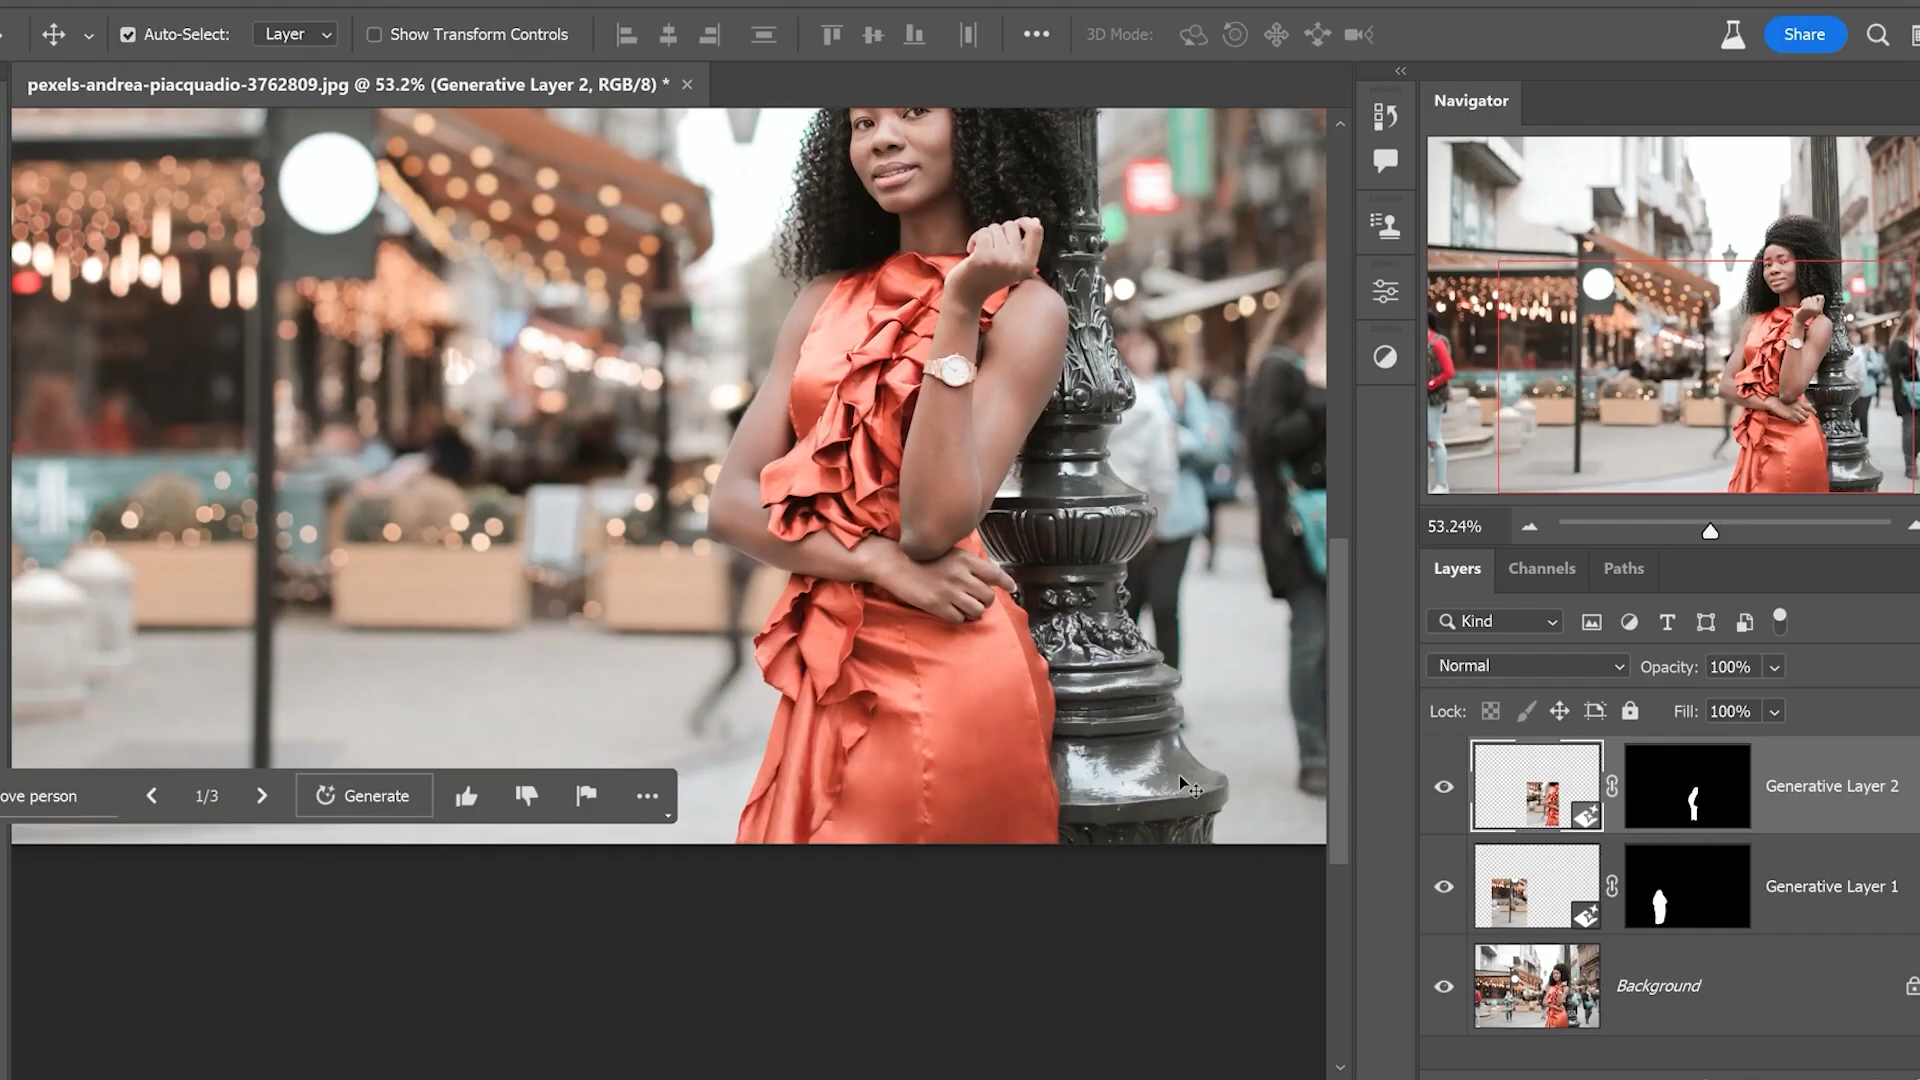 Auto-Select: Layer Show Transform Controls 3D Mode: Share
pexels-andrea-piacquadio-3762809.jpg @ 53.2% (Generative Layer 2, RGB/8) * ×
Navigator
53.24%
Layers Channels Paths
Kind
Normal Opacity: 100%
Lock: Fill: 100%
ove person 1/3 Generate
Generative Layer 2
Generative Layer 1
Background